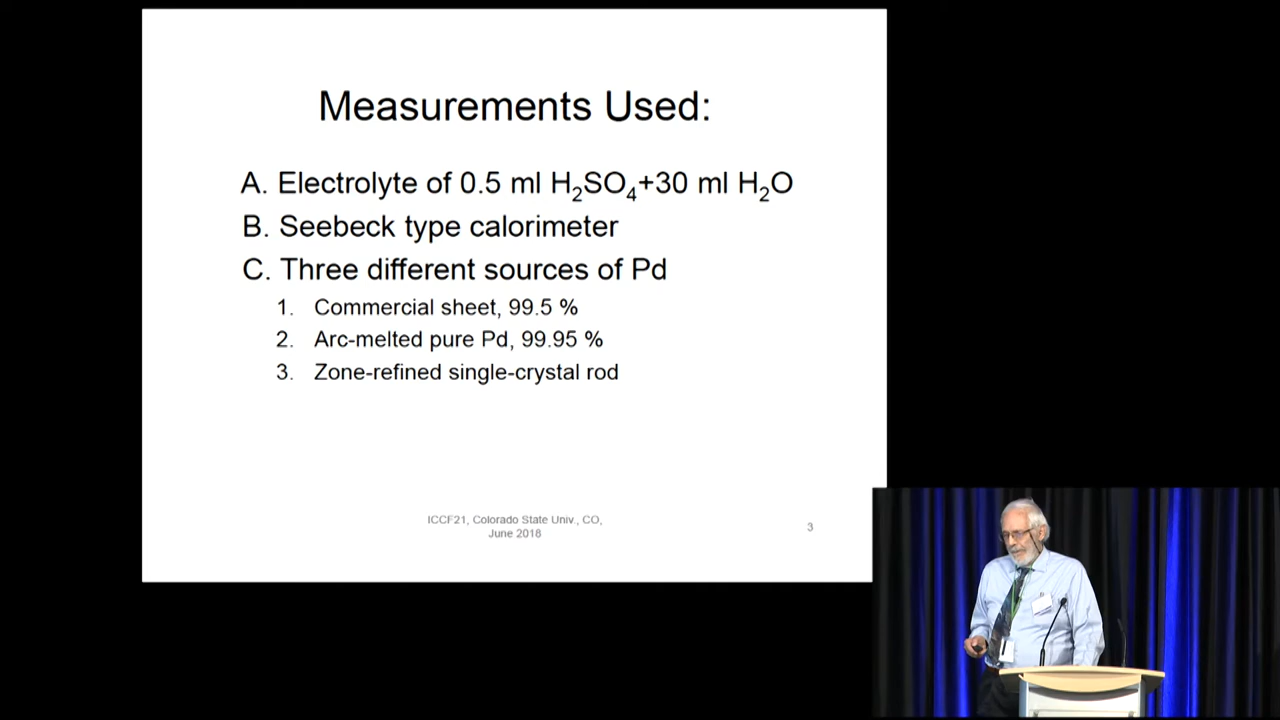 Measurements Used:
A. Electrolyte of 0.5 ml H₂SO₄+30 ml H₂O
B. Seebeck type calorimeter
C. Three different sources of Pd
1. Commercial sheet, 99.5 %
2. Arc-melted pure Pd, 99.95 %
3. Zone-refined single-crystal rod
ICCF21, Colorado State Univ., CO,
June 2018
3